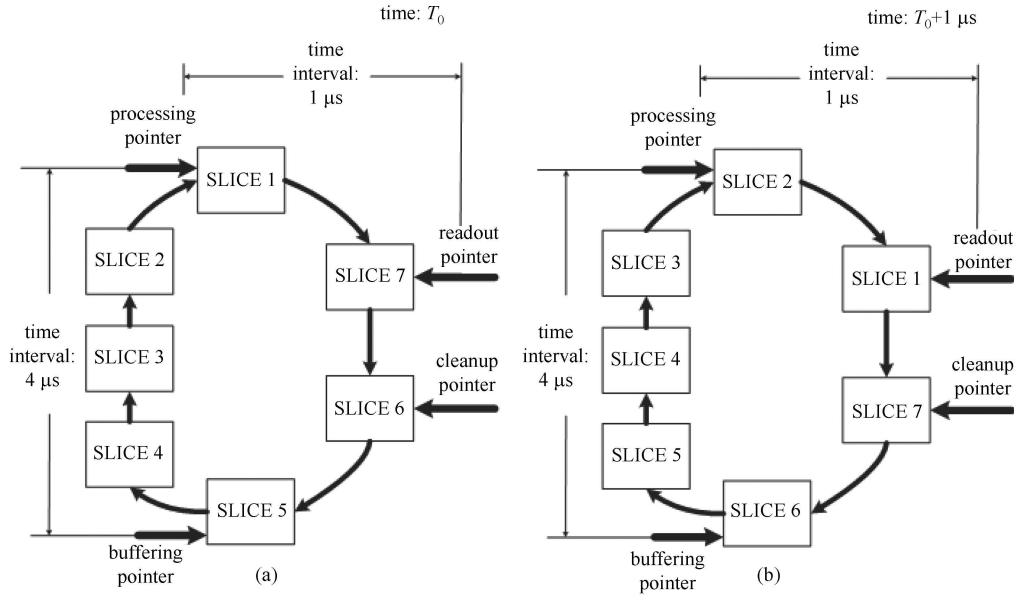 time: T0
time
interval:
1 µs
processing
pointer
SLICE 1
SLICE 2
readout
pointer
SLICE 7
time
interval:
4 µs
SLICE 3
cleanup
pointer
SLICE 6
SLICE 4
SLICE 5
buffering
pointer
(a)
time: T0+1 µs
time
interval:
1 µs
processing
pointer
SLICE 2
SLICE 3
readout
pointer
SLICE 1
time
interval:
4 µs
SLICE 4
cleanup
pointer
SLICE 7
SLICE 5
SLICE 6
buffering
pointer
(b)